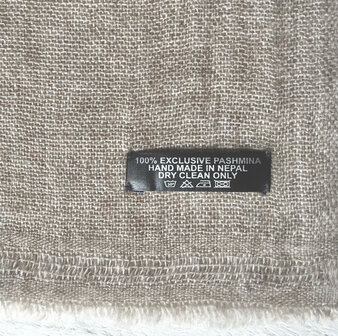 100% EXCLUSIVE PASHMINA
HAND MADE IN NEPAL
DRY CLEAN ONLY